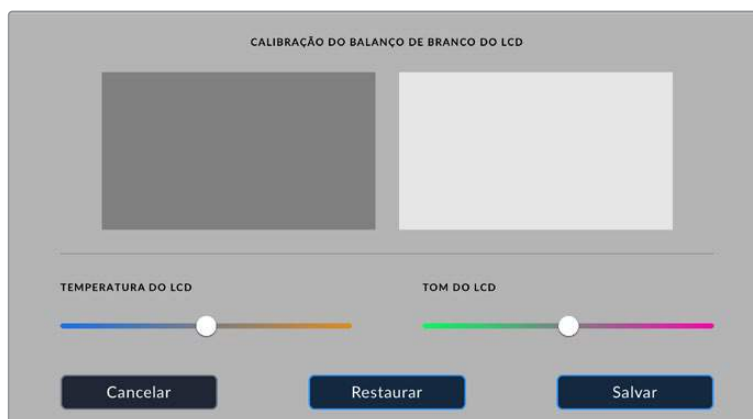 CALIBRAÇÃO DO BALANÇO DE BRANCO DO LCD
TEMPERATURA DO LCD
TOM DO LCD
Cancelar
Restaurar
Salvar